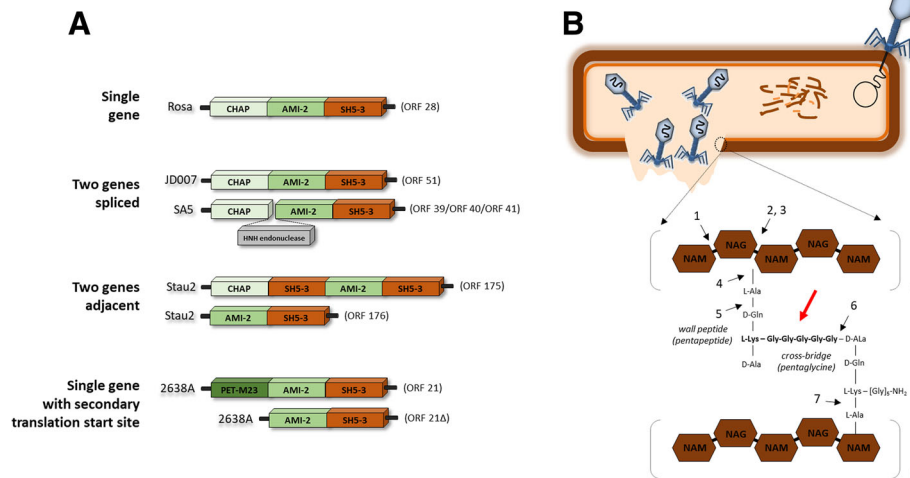 A
Single
gene
Rosa
CHAP AMI-2 SH5-3 (ORF 28)
Two genes
spliced
JD007
CHAP AMI-2 SH5-3 (ORF 51)
SA5
CHAP AMI-2 SH5-3 (ORF 39/ORF 40/ORF 41)
HNH endonuclease
Two genes
adjacent
Stau2
CHAP SH5-3 AMI-2 SH5-3 (ORF 175)
Stau2
AMI-2 SH5-3 (ORF 176)
Single gene
with secondary
translation start site
2638A
PET-M23 AMI-2 SH5-3 (ORF 21)
2638A
AMI-2 SH5-3 (ORF 21Δ)
B
1 2, 3
NAM NAG NAM NAG NAM
4
L-Ala
5
D-Gln
6
wall peptide
(pentapeptide)
L-Lys – Gly-Gly-Gly-Gly-Gly – D-ALa
D-Ala
cross-bridge
(pentaglycine)
D-Gln
L-Lys – [Gly]5-NH2
7
L-Ala
NAM NAG NAM NAG NAM